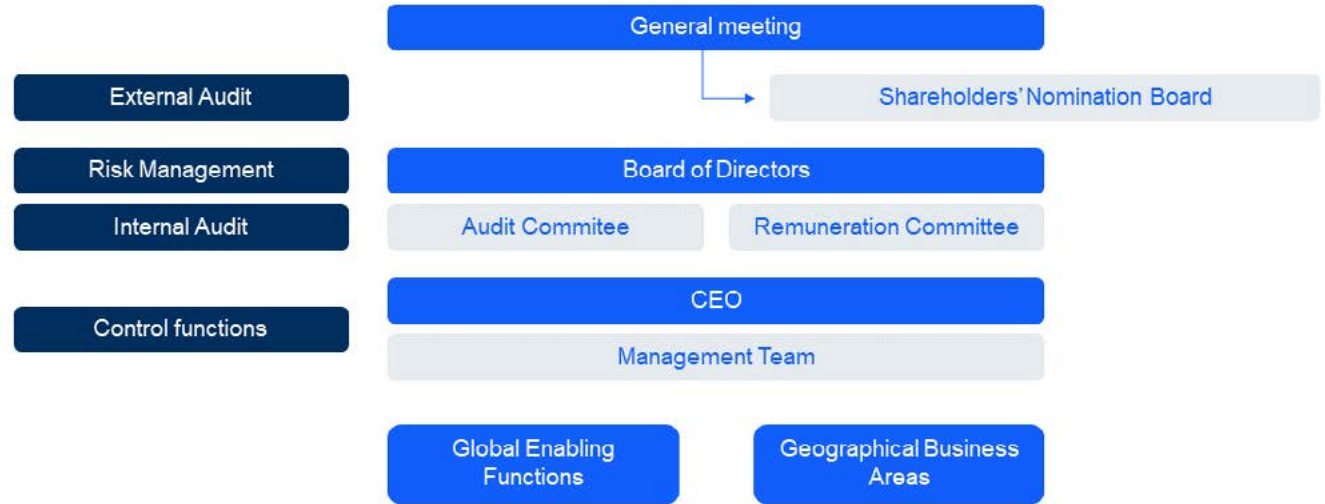 General meeting
External Audit
Shareholders' Nomination Board
Risk Management
Board of Directors
Internal Audit
Audit Commitee
Remuneration Committee
CEO
Control functions
Management Team
Global Enabling
Functions
Geographical Business
Areas